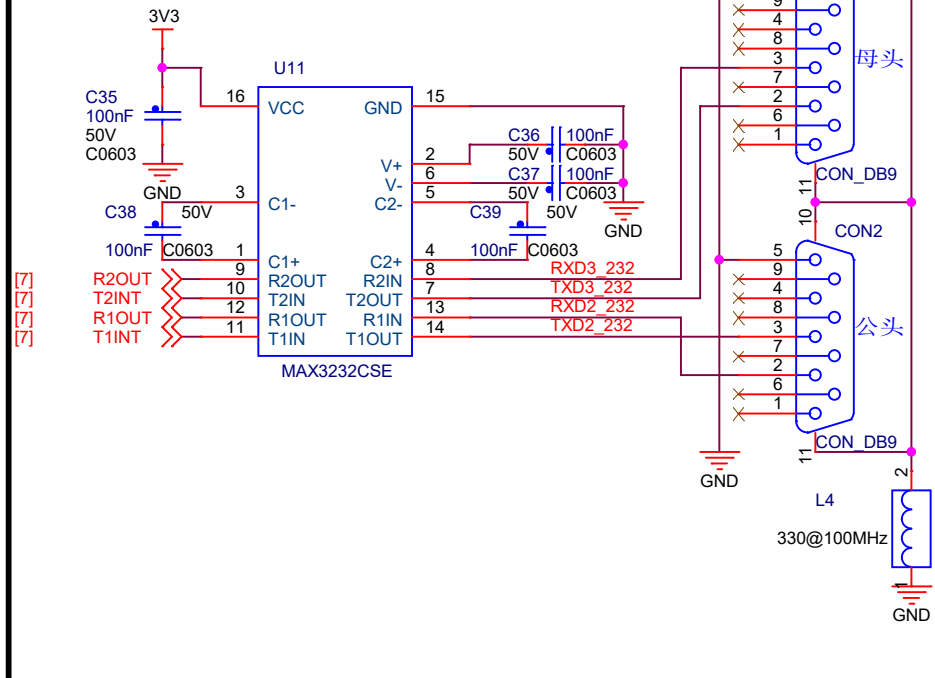 3V3
9
4
8
3
7
2
6
1
母头
CON_DB9
11
10
U11
16
VCC
GND
15
C35
100nF
50V
C0603
GND
2
V+
C36
100nF
50V
C0603
6
V-
C37
100nF
50V
C0603
3
C1-
C2-
5
C38
50V
100nF
C0603
C39
50V
100nF
C0603
GND
1
C1+
C2+
4
[7]
R2OUT
9
R2OUT
R2IN
8
RXD3_232
[7]
T2INT
10
T2IN
T2OUT
7
TXD3_232
[7]
R1OUT
12
R1OUT
R1IN
13
RXD2_232
[7]
T1INT
11
T1IN
T1OUT
14
TXD2_232
MAX3232CSE
CON2
5
9
4
8
3
7
2
6
1
公头
CON_DB9
11
GND
2
L4
330@100MHz
1
GND